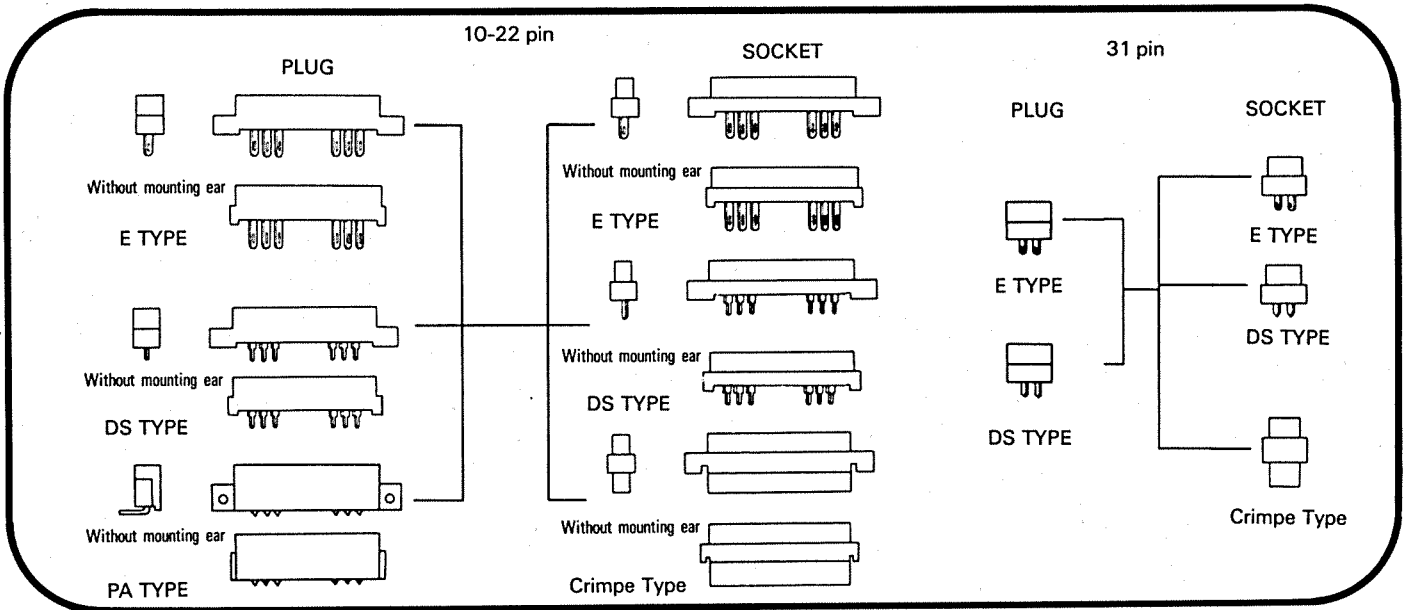 10-22 pin
PLUG
Without mounting ear
E TYPE
Without mounting ear
DS TYPE
Without mounting ear
PA TYPE
SOCKET
Without mounting ear
E TYPE
Without mounting ear
DS TYPE
Without mounting ear
Crimpe Type
31 pin
PLUG
E TYPE
DS TYPE
SOCKET
E TYPE
DS TYPE
Crimpe Type